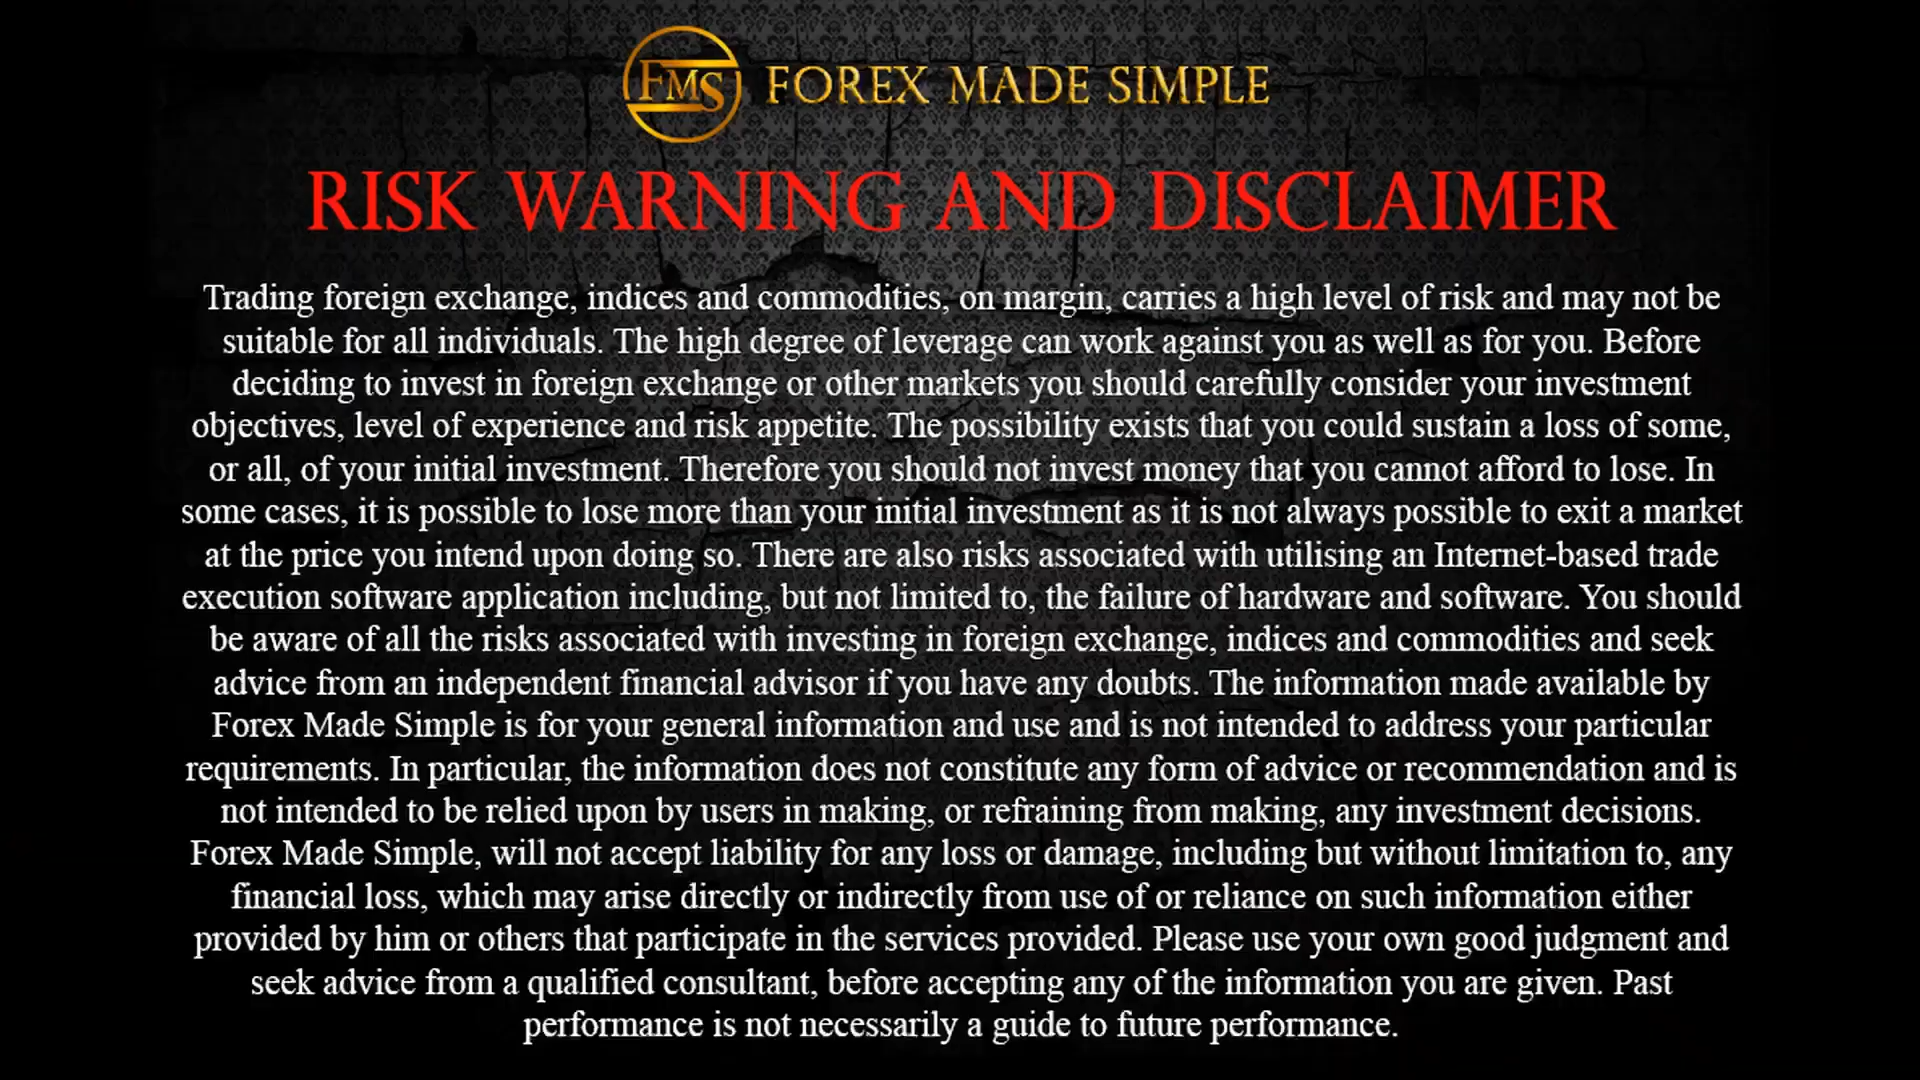 FMS FOREX MADE SIMPLE
RISK WARNING AND DISCLAIMER
Trading foreign exchange, indices and commodities, on margin, carries a high level of risk and may not be
suitable for all individuals. The high degree of leverage can work against you as well as for you. Before
deciding to invest in foreign exchange or other markets you should carefully consider your investment
objectives, level of experience and risk appetite. The possibility exists that you could sustain a loss of some,
or all, of your initial investment. Therefore you should not invest money that you cannot afford to lose. In
some cases, it is possible to lose more than your initial investment as it is not always possible to exit a market
at the price you intend upon doing so. There are also risks associated with utilising an Internet-based trade
execution software application including, but not limited to, the failure of hardware and software. You should
be aware of all the risks associated with investing in foreign exchange, indices and commodities and seek
advice from an independent financial advisor if you have any doubts. The information made available by
Forex Made Simple is for your general information and use and is not intended to address your particular
requirements. In particular, the information does not constitute any form of advice or recommendation and is
not intended to be relied upon by users in making, or refraining from making, any investment decisions.
Forex Made Simple, will not accept liability for any loss or damage, including but without limitation to, any
financial loss, which may arise directly or indirectly from use of or reliance on such information either
provided by him or others that participate in the services provided. Please use your own good judgment and
seek advice from a qualified consultant, before accepting any of the information you are given. Past
performance is not necessarily a guide to future performance.